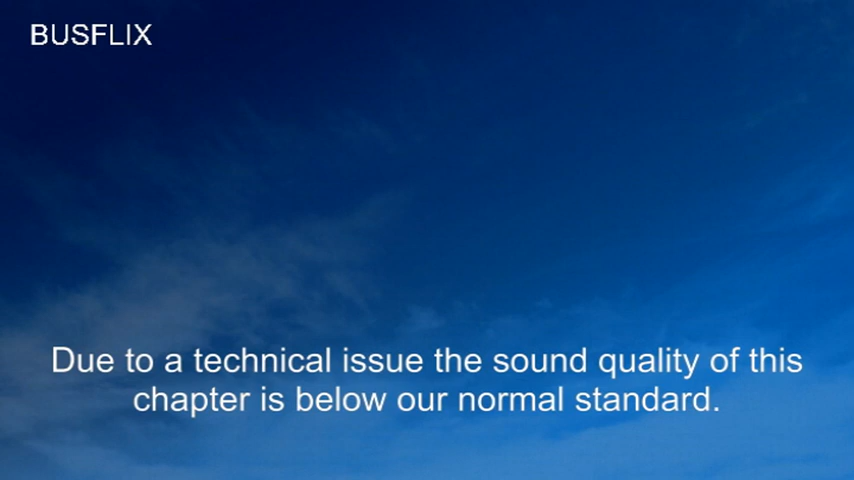 BUSFLIX
Due to a technical issue the sound quality of this
chapter is below our normal standard.